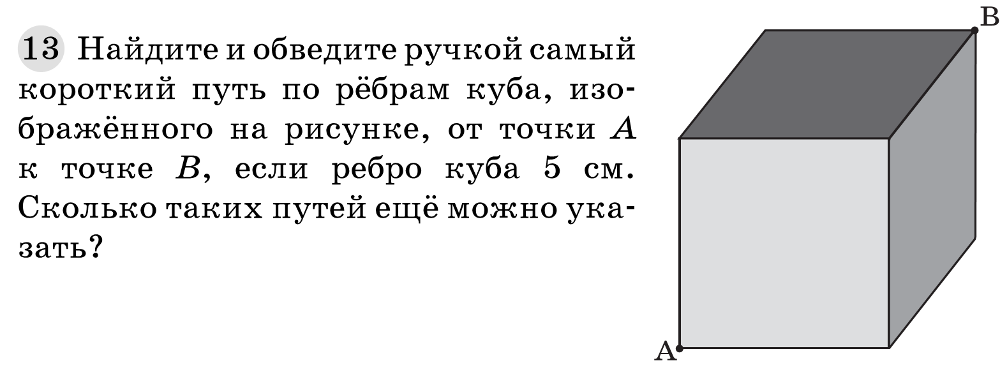 13 Найдите и обведите ручкой самый
короткий путь по рёбрам куба, изо-
бражённого на рисунке, от точки A
к точке B, если ребро куба 5 см.
Сколько таких путей ещё можно ука-
зать?
B
A